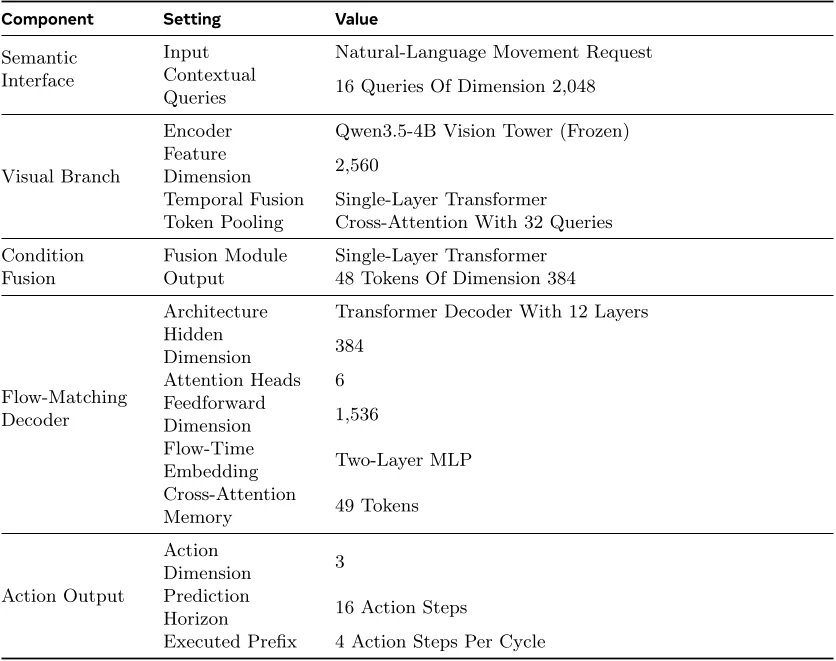 Component Setting Value
Semantic Interface
Input Natural-Language Movement Request
Contextual Queries 16 Queries Of Dimension 2,048
Visual Branch
Encoder Qwen3.5-4B Vision Tower (Frozen)
Feature Dimension 2,560
Temporal Fusion Single-Layer Transformer
Token Pooling Cross-Attention With 32 Queries
Condition Fusion
Fusion Module Single-Layer Transformer
Output 48 Tokens Of Dimension 384
Flow-Matching Decoder
Architecture Transformer Decoder With 12 Layers
Hidden Dimension 384
Attention Heads 6
Feedforward Dimension 1,536
Flow-Time Embedding Two-Layer MLP
Cross-Attention Memory 49 Tokens
Action Output
Action Dimension 3
Prediction Horizon 16 Action Steps
Executed Prefix 4 Action Steps Per Cycle